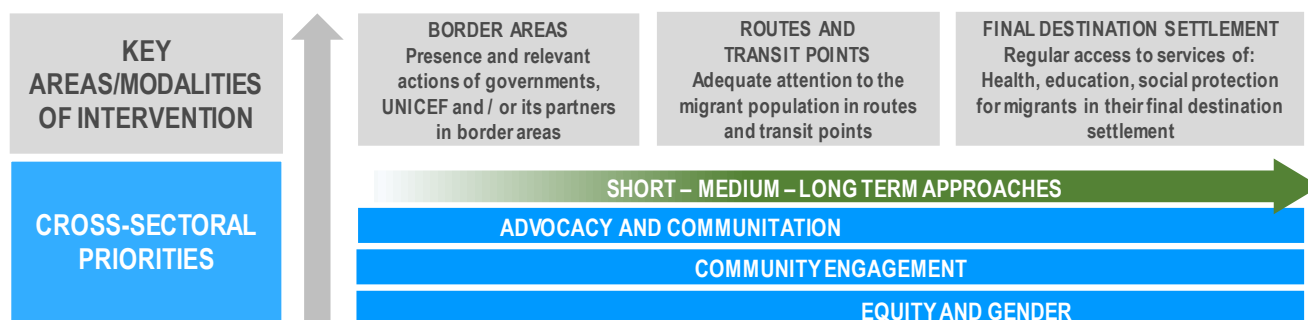 KEY
AREAS/MODALITIES
OF INTERVENTION
BORDER AREAS
Presence and relevant
actions of governments,
UNICEF and / or its partners
in border areas
ROUTES AND
TRANSIT POINTS
Adequate attention to the
migrant population in routes
and transit points
FINAL DESTINATION SETTLEMENT
Regular access to services of:
Health, education, social protection
for migrants in their final destination
settlement
CROSS-SECTORAL
PRIORITIES
SHORT – MEDIUM – LONG TERM APPROACHES
ADVOCACY AND COMMUNITATION
COMMUNITY ENGAGEMENT
EQUITY AND GENDER